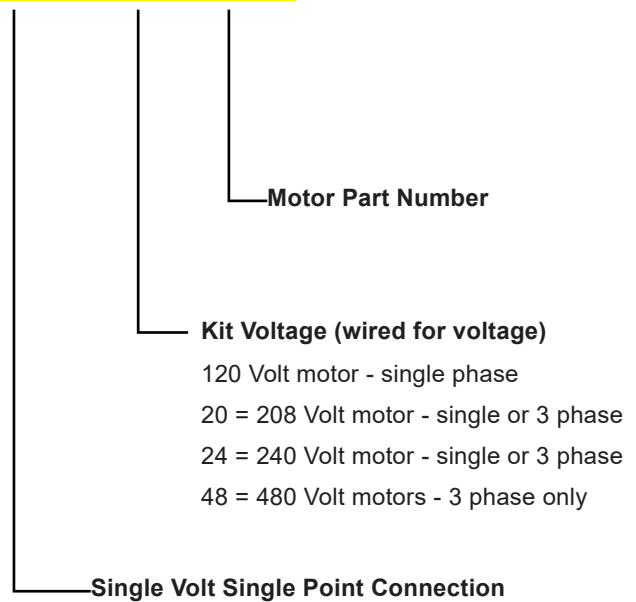 Motor Part Number
Kit Voltage (wired for voltage)
120 Volt motor - single phase
20 = 208 Volt motor - single or 3 phase
24 = 240 Volt motor - single or 3 phase
48 = 480 Volt motors - 3 phase only
Single Volt Single Point Connection